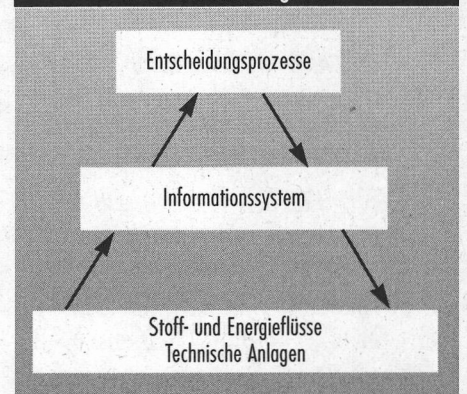 Entscheidungsprozesse
Informationssystem
Stoff- und Energieflüsse
Technische Anlagen